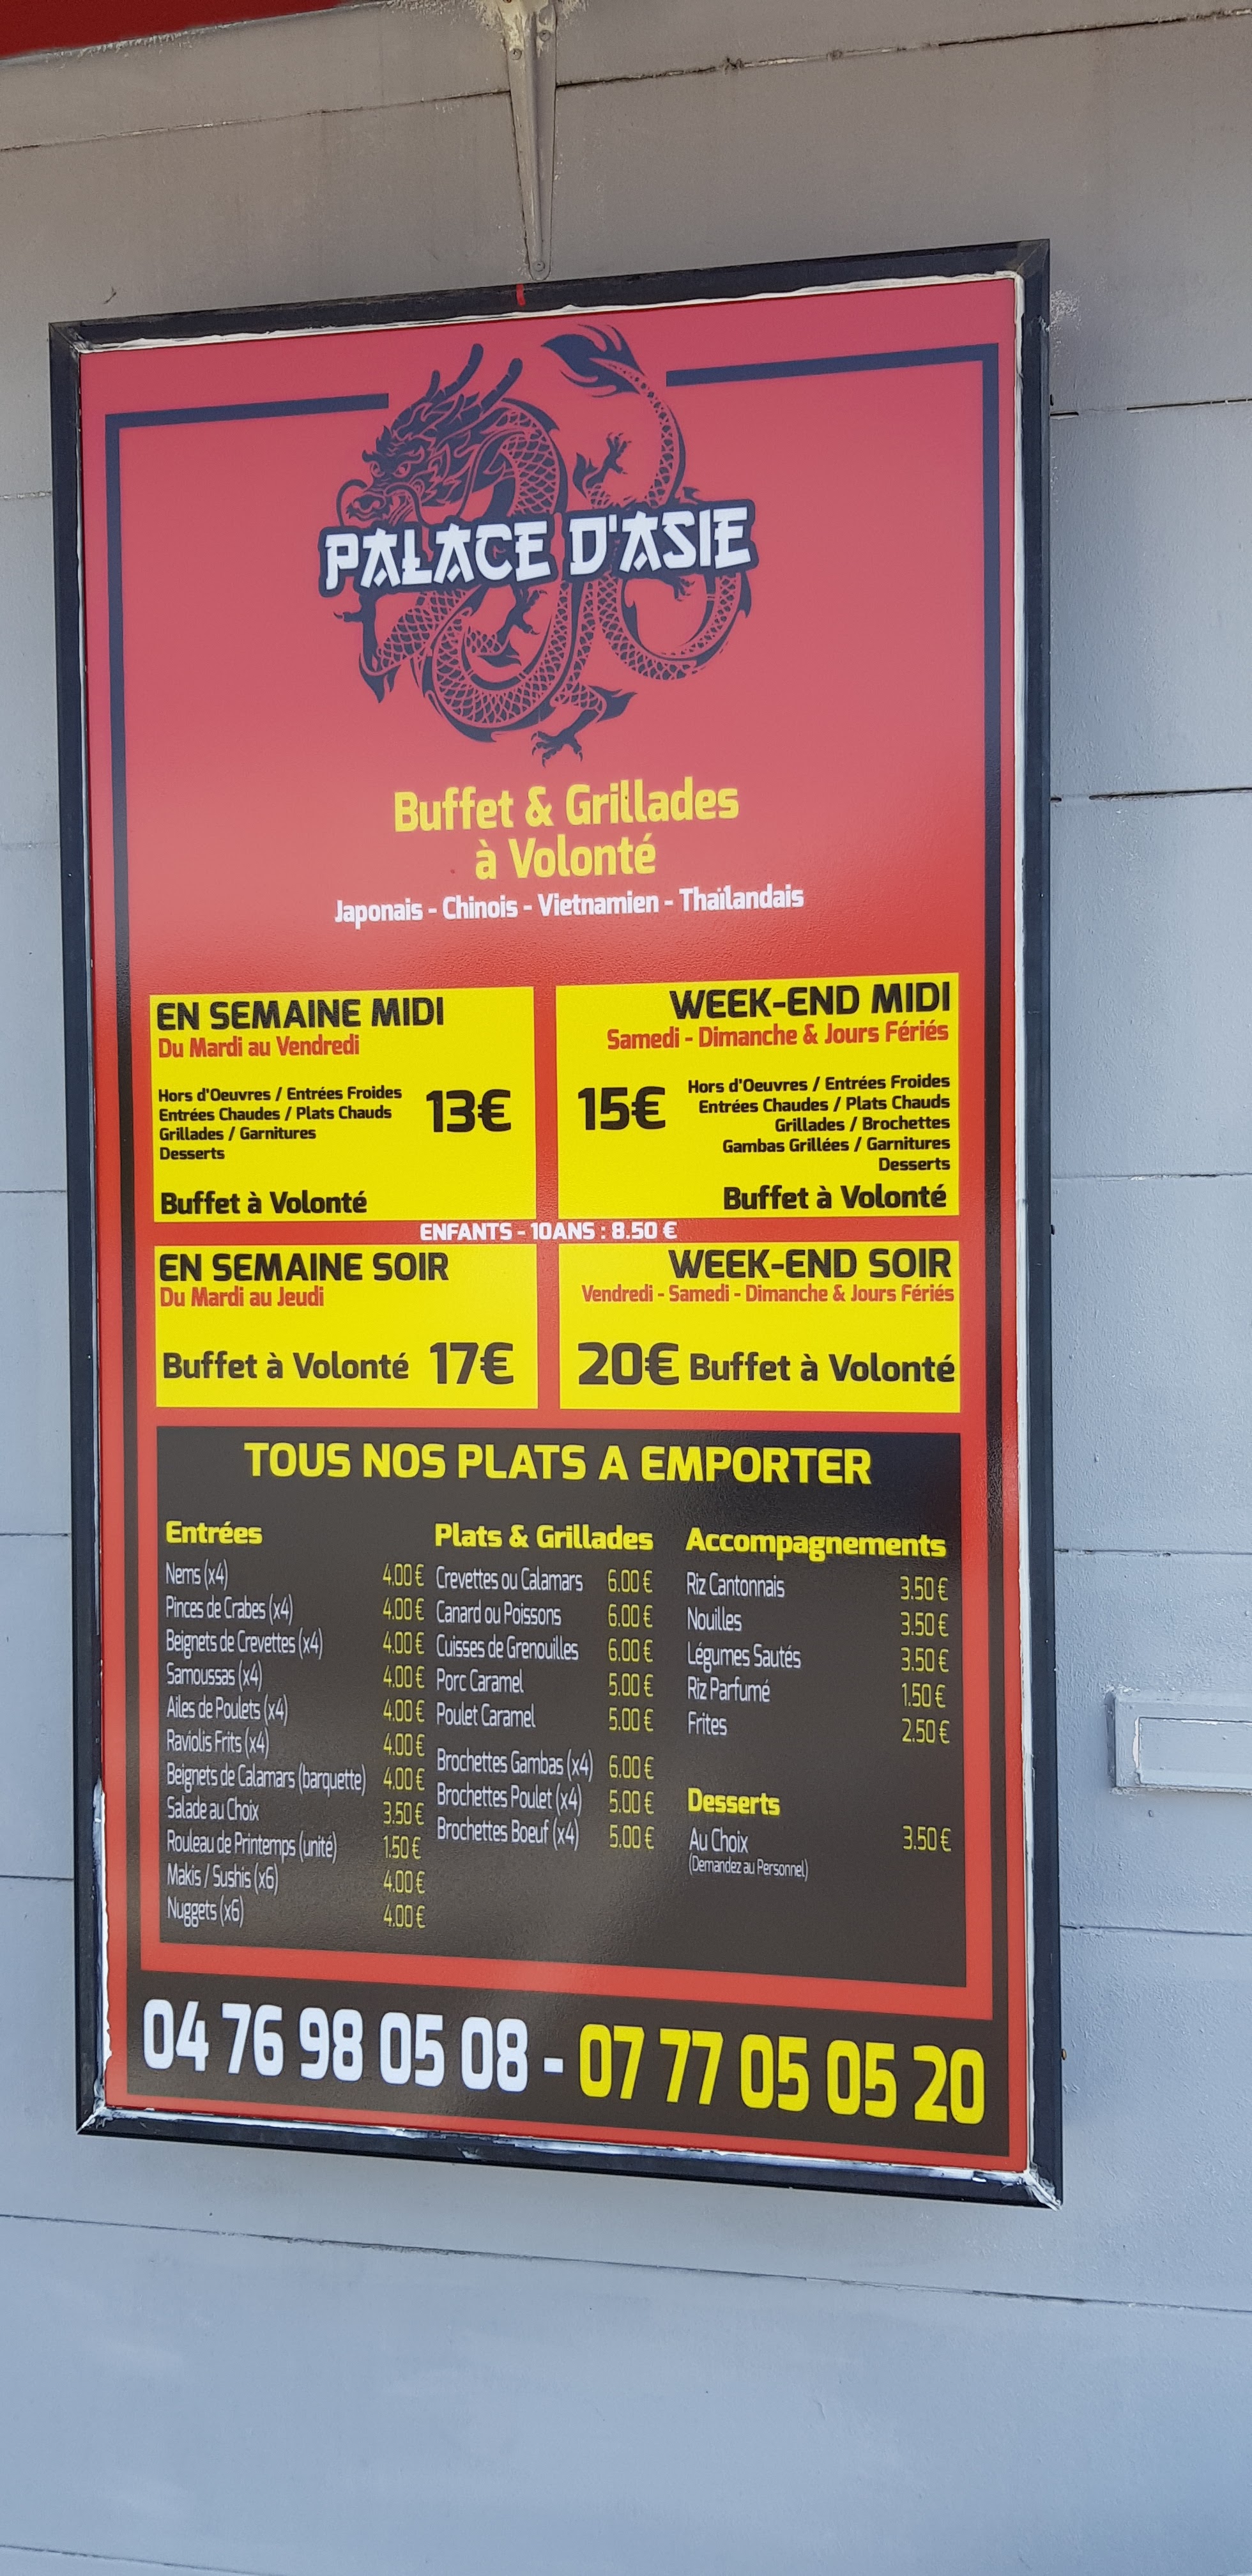 PALACE D'ASIE
Buffet & Grillades
à Volonté
Japonais - Chinois - Vietnamien - Thaïlandais
EN SEMAINE MIDI
Du Mardi au Vendredi
Hors d'Oeuvres / Entrées Froides
Entrées Chaudes / Plats Chauds
Grillades / Garnitures
Desserts
13€
Buffet à Volonté
WEEK-END MIDI
Samedi - Dimanche & Jours Fériés
15€
Hors d'Oeuvres / Entrées Froides
Entrées Chaudes / Plats Chauds
Grillades / Brochettes
Gambas Grillées / Garnitures
Desserts
Buffet à Volonté
ENFANTS - 10ANS : 8.50 €
EN SEMAINE SOIR
Du Mardi au Jeudi
Buffet à Volonté 17€
WEEK-END SOIR
Vendredi - Samedi - Dimanche & Jours Fériés
20€ Buffet à Volonté
TOUS NOS PLATS A EMPORTER
Entrées
Nems (x4) 4.00 €
Pinces de Crabes (x4) 4.00 €
Beignets de Crevettes (x4) 4.00 €
Samoussas (x4) 4.00 €
Ailes de Poulets (x4) 4.00 €
Raviolis Frits (x4) 4.00 €
Beignets de Calamars (barquette) 4.00 €
Salade au Choix 3.50 €
Rouleau de Printemps (unité) 1.50 €
Makis / Sushis (x6) 4.00 €
Nuggets (x6) 4.00 €
Plats & Grillades
Crevettes ou Calamars 6.00 €
Canard ou Poissons 6.00 €
Cuisses de Grenouilles 6.00 €
Porc Caramel 5.00 €
Poulet Caramel 5.00 €
Brochettes Gambas (x4) 6.00 €
Brochettes Poulet (x4) 5.00 €
Brochettes Boeuf (x4) 5.00 €
Accompagnements
Riz Cantonnais 3.50 €
Nouilles 3.50 €
Légumes Sautés 3.50 €
Riz Parfumé 1.50 €
Frites 2.50 €
Desserts
Au Choix 3.50 €
(Demandez au Personnel)
04 76 98 05 08 - 07 77 05 05 20